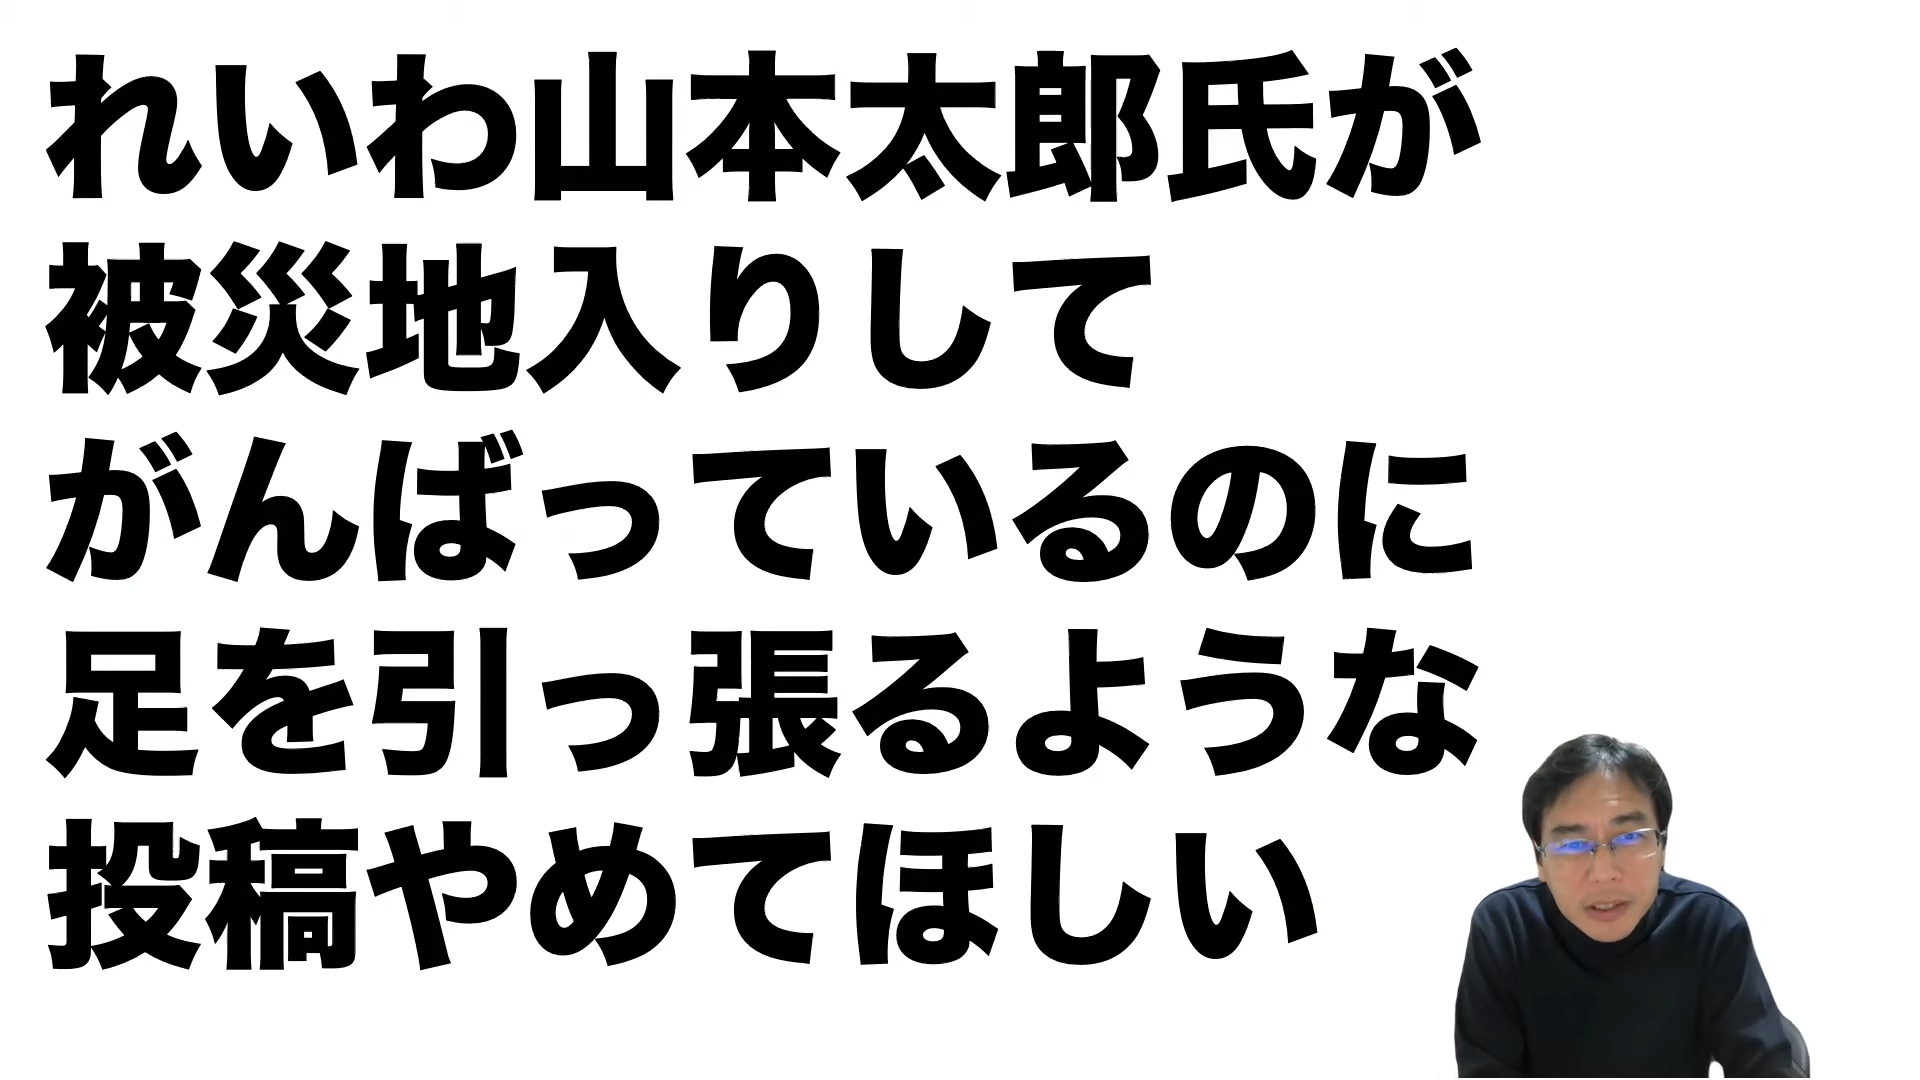 れいわ山本太郎氏が
被災地入りして
がんばっているのに
足を引っ張るような
投稿やめてほしい